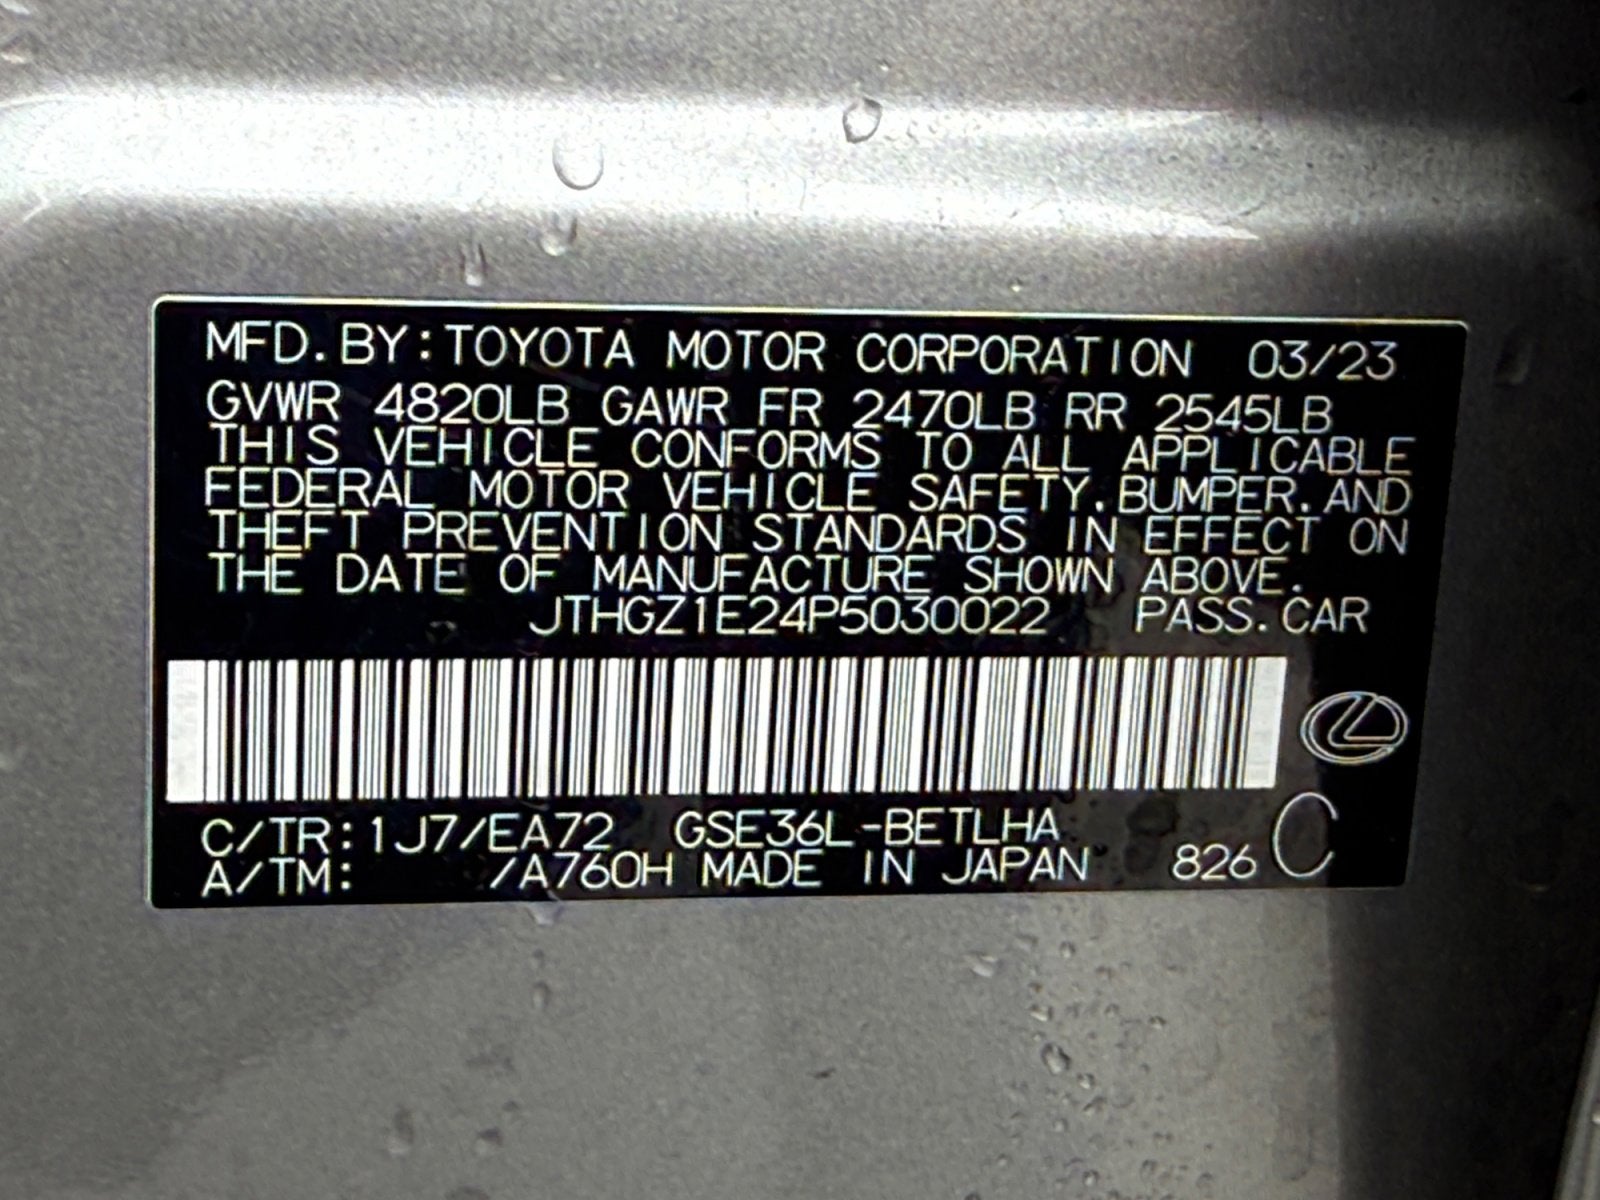 MFD.BY:TOYOTA MOTOR CORPORATION 03/23
GVWR 4820LB GAWR FR 2470LB RR 2545LB
THIS VEHICLE CONFORMS TO ALL APPLICABLE
FEDERAL MOTOR VEHICLE SAFETY,BUMPER,AND
THEFT PREVENTION STANDARDS IN EFFECT ON
THE DATE OF MANUFACTURE SHOWN ABOVE.
JTHGZ1E24P5030022 PASS.CAR
C/TR:1J7/EA72 GSE36L-BETLHA
A/TM: /A760H MADE IN JAPAN 826 C